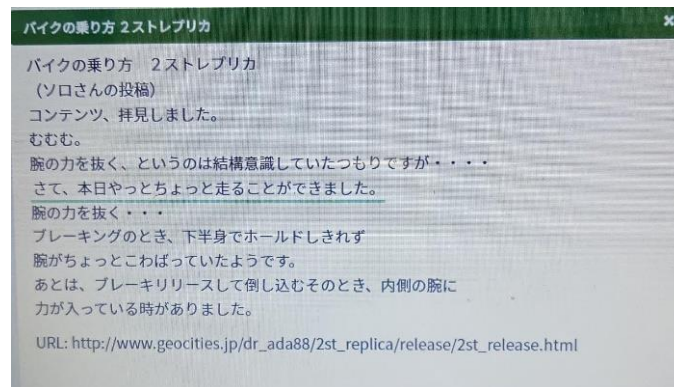 バイクの乗り方 2ストレプリカ
×
バイクの乗り方　2ストレプリカ
(ソロさんの投稿)
コンテンツ、拝見しました。
むむむ。
腕の力を抜く、というのは結構意識していたつもりですが・・・・
さて、本日やっとちょっと走ることができました。
腕の力を抜く・・・
ブレーキングのとき、下半身でホールドしきれず
腕がちょっとこわばっていたようです。
あとは、ブレーキリリースして倒し込むそのとき、内側の腕に
力が入っている時がありました。
URL: http://www.geocities.jp/dr_ada88/2st_replica/release/2st_release.html